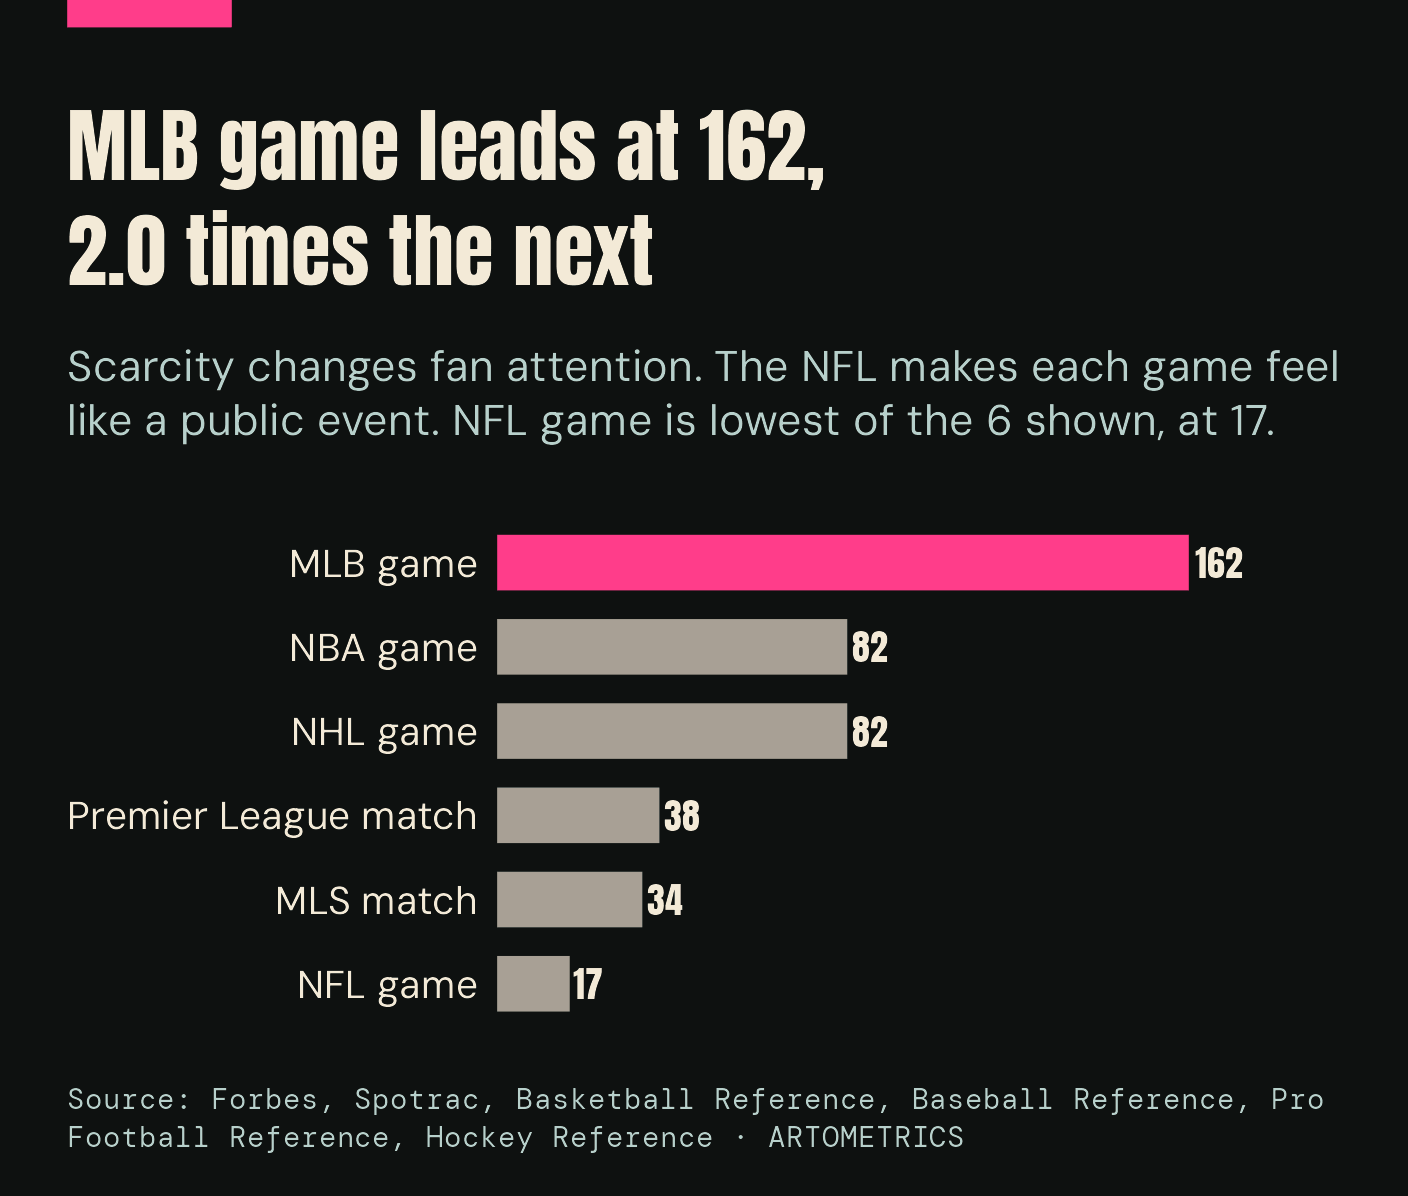 MLB game leads at 162,
2.0 times the next
Scarcity changes fan attention. The NFL makes each game feel
like a public event. NFL game is lowest of the 6 shown, at 17.
MLB game 162
NBA game 82
NHL game 82
Premier League match 38
MLS match 34
NFL game 17
Source: Forbes, Spotrac, Basketball Reference, Baseball Reference, Pro
Football Reference, Hockey Reference · ARTOMETRICS